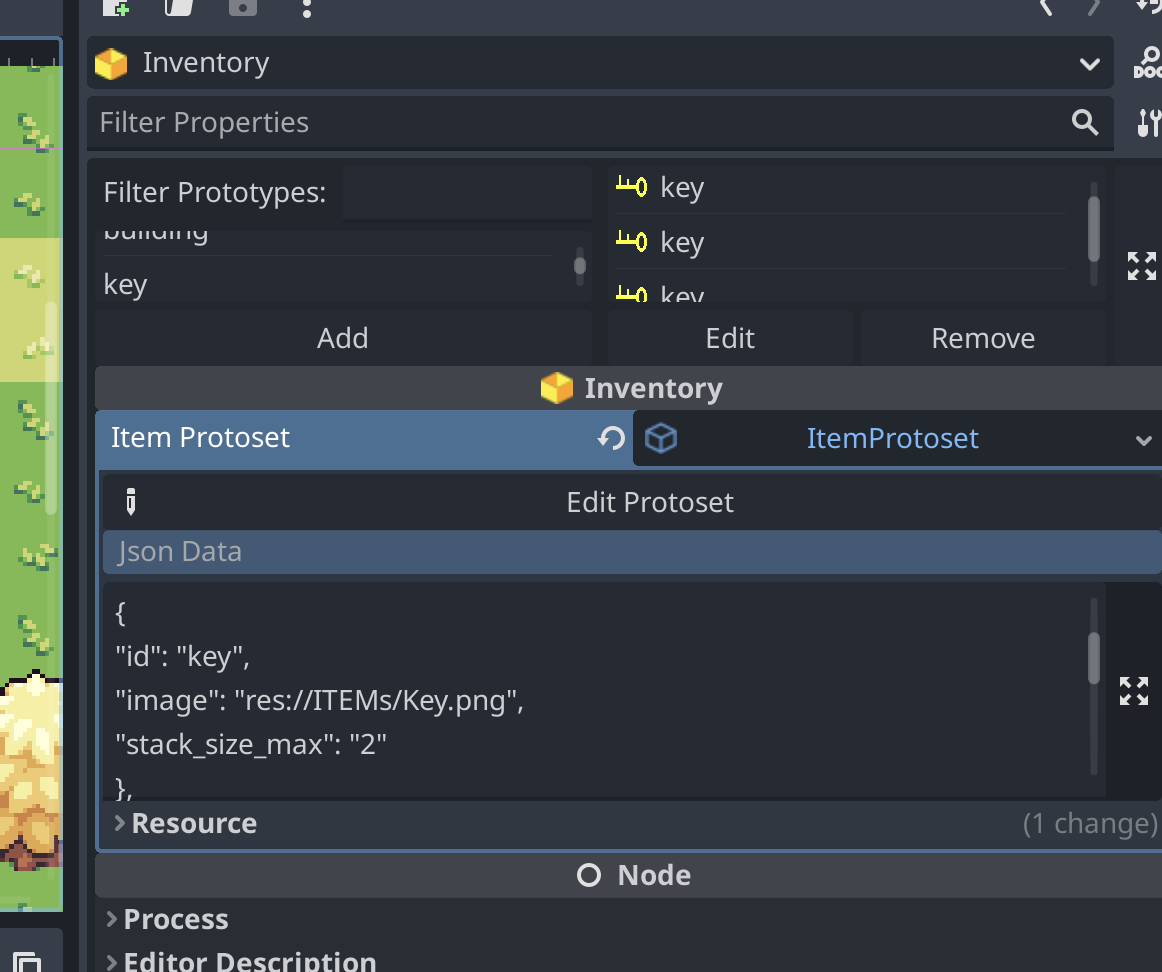 Inventory
DOC
Filter Properties
Filter Prototypes:
building
key
key
key
key
Add
Edit
Remove
Inventory
Item Protoset
ItemProtoset
Edit Protoset
Json Data
{
"id": "key",
"image": "res://ITEMs/Key.png",
"stack_size_max": "2"
},
Resource
(1 change)
Node
Process
Editor Description